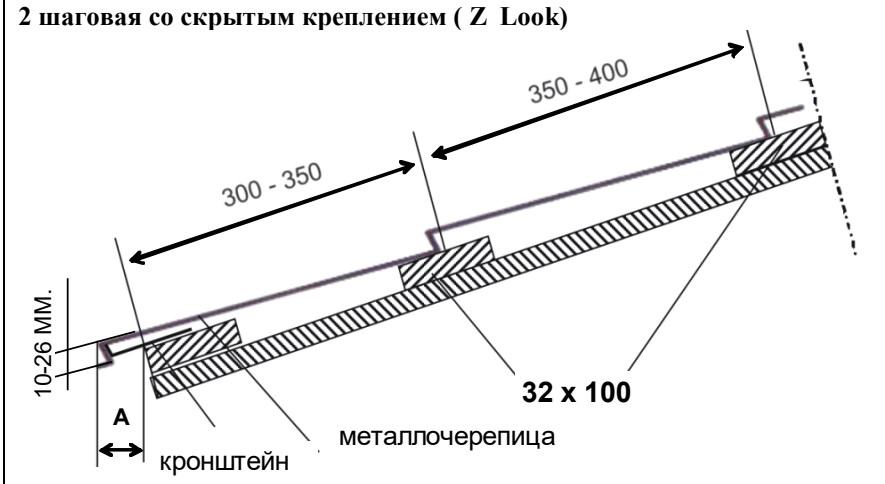 2 шаговая со скрытым креплением ( Z Look)
350 - 400
300 - 350
10-26 ММ.
32 x 100
А
металлочерепица
кронштейн